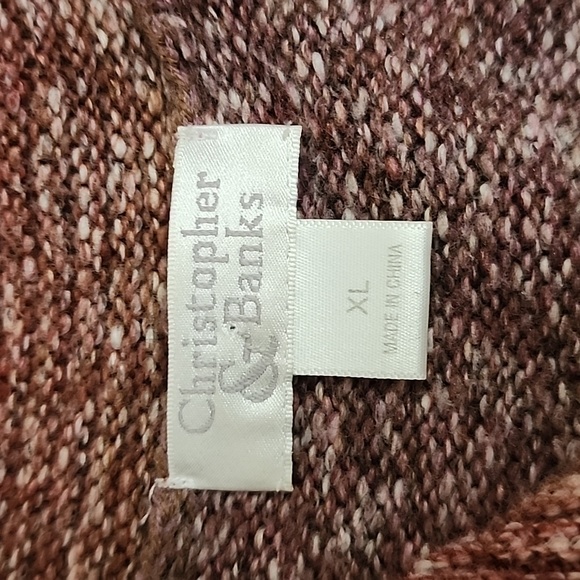 Christopher
& Banks
XL
MADE IN CHINA